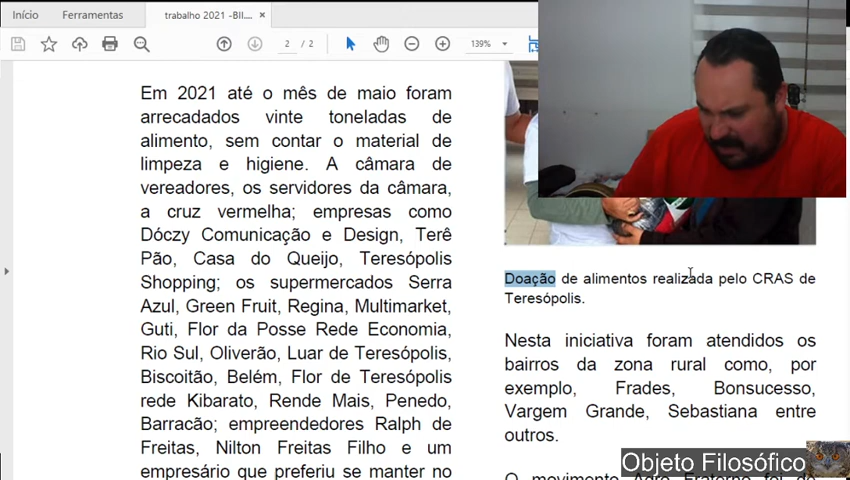 Início
Ferramentas
trabalho 2021 -BII.... ×
2 / 2
139%
Em 2021 até o mês de maio foram
arrecadados vinte toneladas de
alimento, sem contar o material de
limpeza e higiene. A câmara de
vereadores, os servidores da câmara,
a cruz vermelha; empresas como
Dóczy Comunicação e Design, Terê
Pão, Casa do Queijo, Teresópolis
Shopping; os supermercados Serra
Azul, Green Fruit, Regina, Multimarket,
Guti, Flor da Posse Rede Economia,
Rio Sul, Oliverão, Luar de Teresópolis,
Biscoitão, Belém, Flor de Teresópolis
rede Kibarato, Rende Mais, Penedo,
Barracão; empreendedores Ralph de
Freitas, Nilton Freitas Filho e um
empresário que preferiu se manter no
Doação de alimentos realizada pelo CRAS de
Teresópolis.
Nesta iniciativa foram atendidos os
bairros da zona rural como, por
exemplo, Frades, Bonsucesso,
Vargem Grande, Sebastiana entre
outros.
O movimento Agro Fraterno foi de
Objeto Filosófico